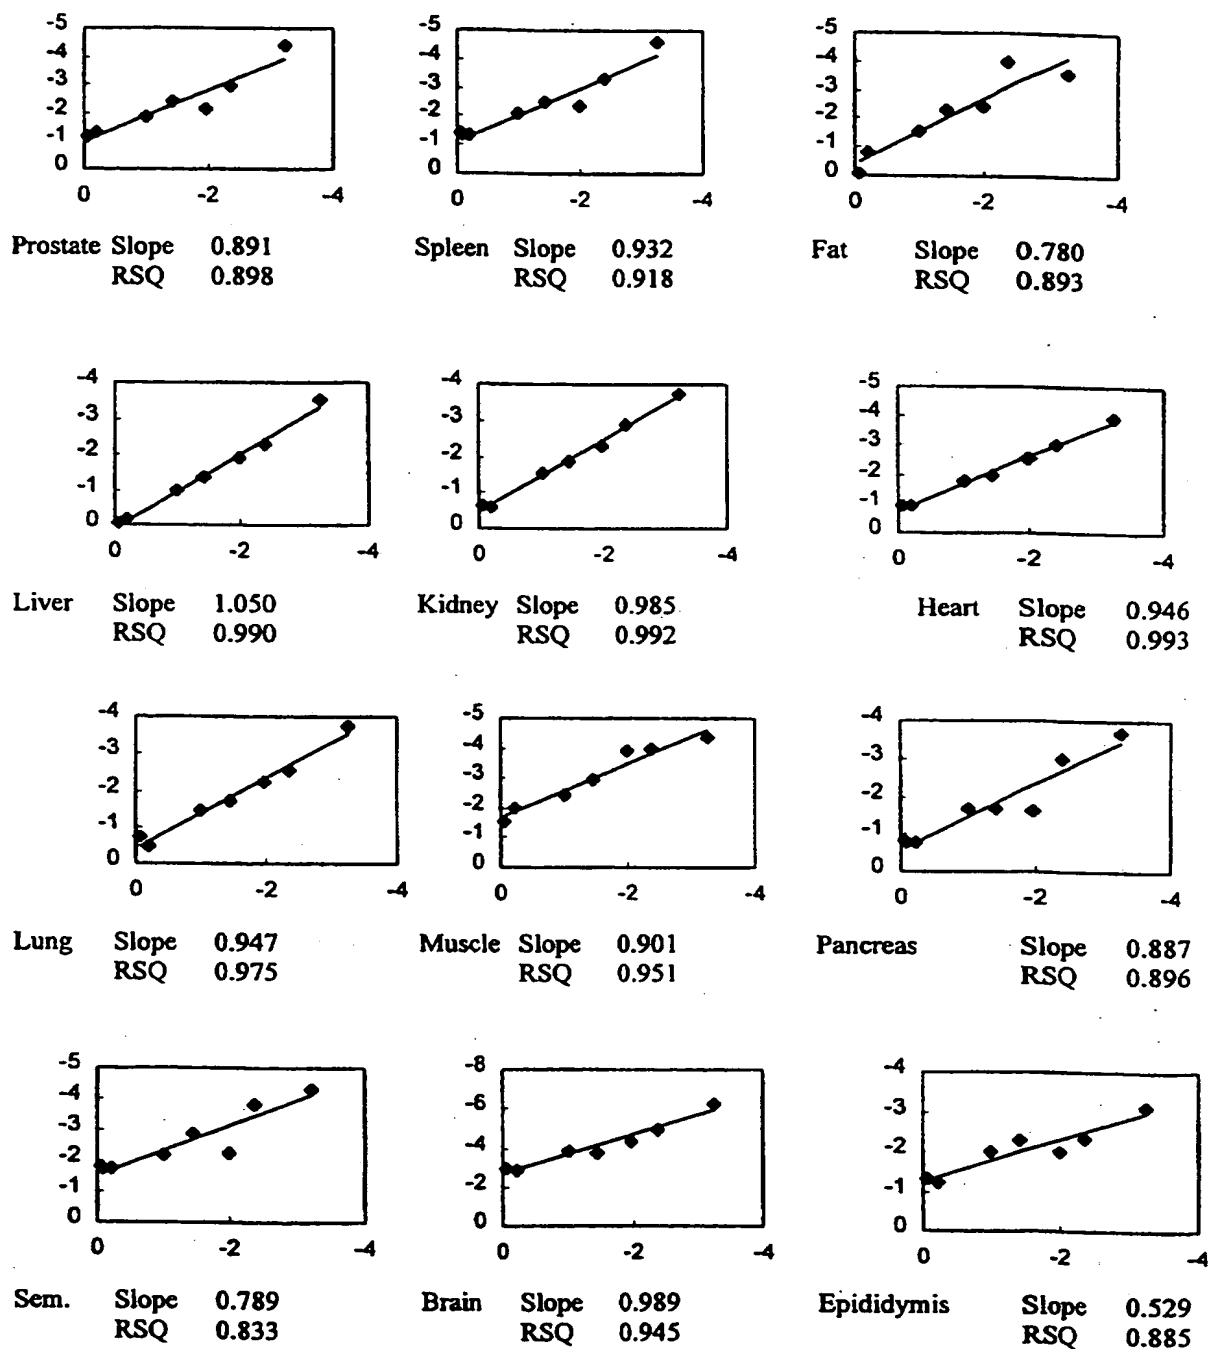 -5
-4
-3
-2
-1
0
0 -2 -4
Prostate Slope 0.891
RSQ 0.898
-5
-4
-3
-2
-1
0
0 -2 -4
Spleen Slope 0.932
RSQ 0.918
-5
-4
-3
-2
-1
0
0 -2 -4
Fat Slope 0.780
RSQ 0.893
-4
-3
-2
-1
0
0 -2 -4
Liver Slope 1.050
RSQ 0.990
-4
-3
-2
-1
0
0 -2 -4
Kidney Slope 0.985
RSQ 0.992
-5
-4
-3
-2
-1
0
0 -2 -4
Heart Slope 0.946
RSQ 0.993
-4
-3
-2
-1
0
0 -2 -4
Lung Slope 0.947
RSQ 0.975
-5
-4
-3
-2
-1
0
0 -2 -4
Muscle Slope 0.901
RSQ 0.951
-4
-3
-2
-1
0
0 -2 -4
Pancreas Slope 0.887
RSQ 0.896
-5
-4
-3
-2
-1
0
0 -2 -4
Sem. Slope 0.789
RSQ 0.833
-8
-6
-4
-2
0
0 -2 -4
Brain Slope 0.989
RSQ 0.945
-4
-3
-2
-1
0
0 -2 -4
Epididymis Slope 0.529
RSQ 0.885